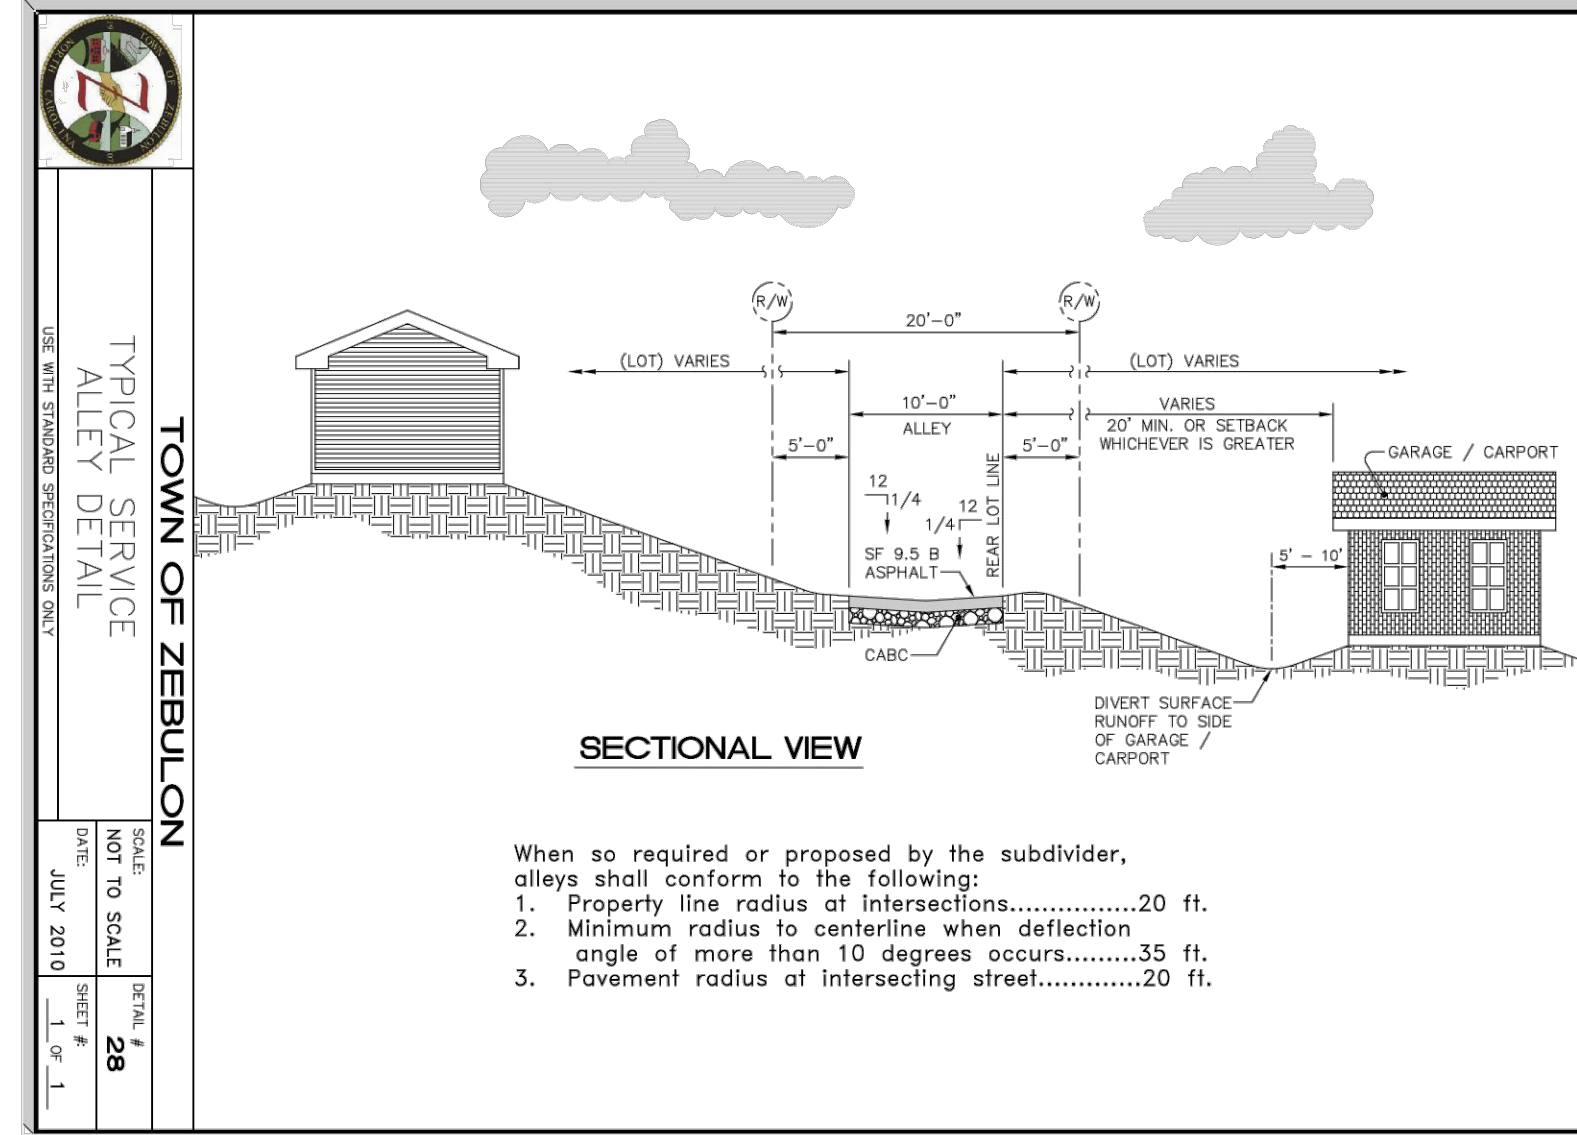 TOWN OF ZEBULON
NORTH CAROLINA
TOWN OF ZEBULON
TYPICAL SERVICE
ALLEY DETAIL
USE WITH STANDARD SPECIFICATIONS ONLY
SCALE:
NOT TO SCALE
DATE:
JULY 2010
DETAIL #
28
SHEET #:
1 OF 1
R/W
R/W
20'-0"
(LOT) VARIES
(LOT) VARIES
10'-0"
ALLEY
VARIES
20' MIN. OR SETBACK
WHICHEVER IS GREATER
5'-0"
5'-0"
GARAGE / CARPORT
REAR LOT LINE
12
1/4
12
1/4
SF 9.5 B
ASPHALT
5' - 10'
CABC
DIVERT SURFACE
RUNOFF TO SIDE
OF GARAGE /
CARPORT
SECTIONAL VIEW
When so required or proposed by the subdivider,
alleys shall conform to the following:
1. Property line radius at intersections................20 ft.
2. Minimum radius to centerline when deflection
angle of more than 10 degrees occurs.........35 ft.
3. Pavement radius at intersecting street.............20 ft.